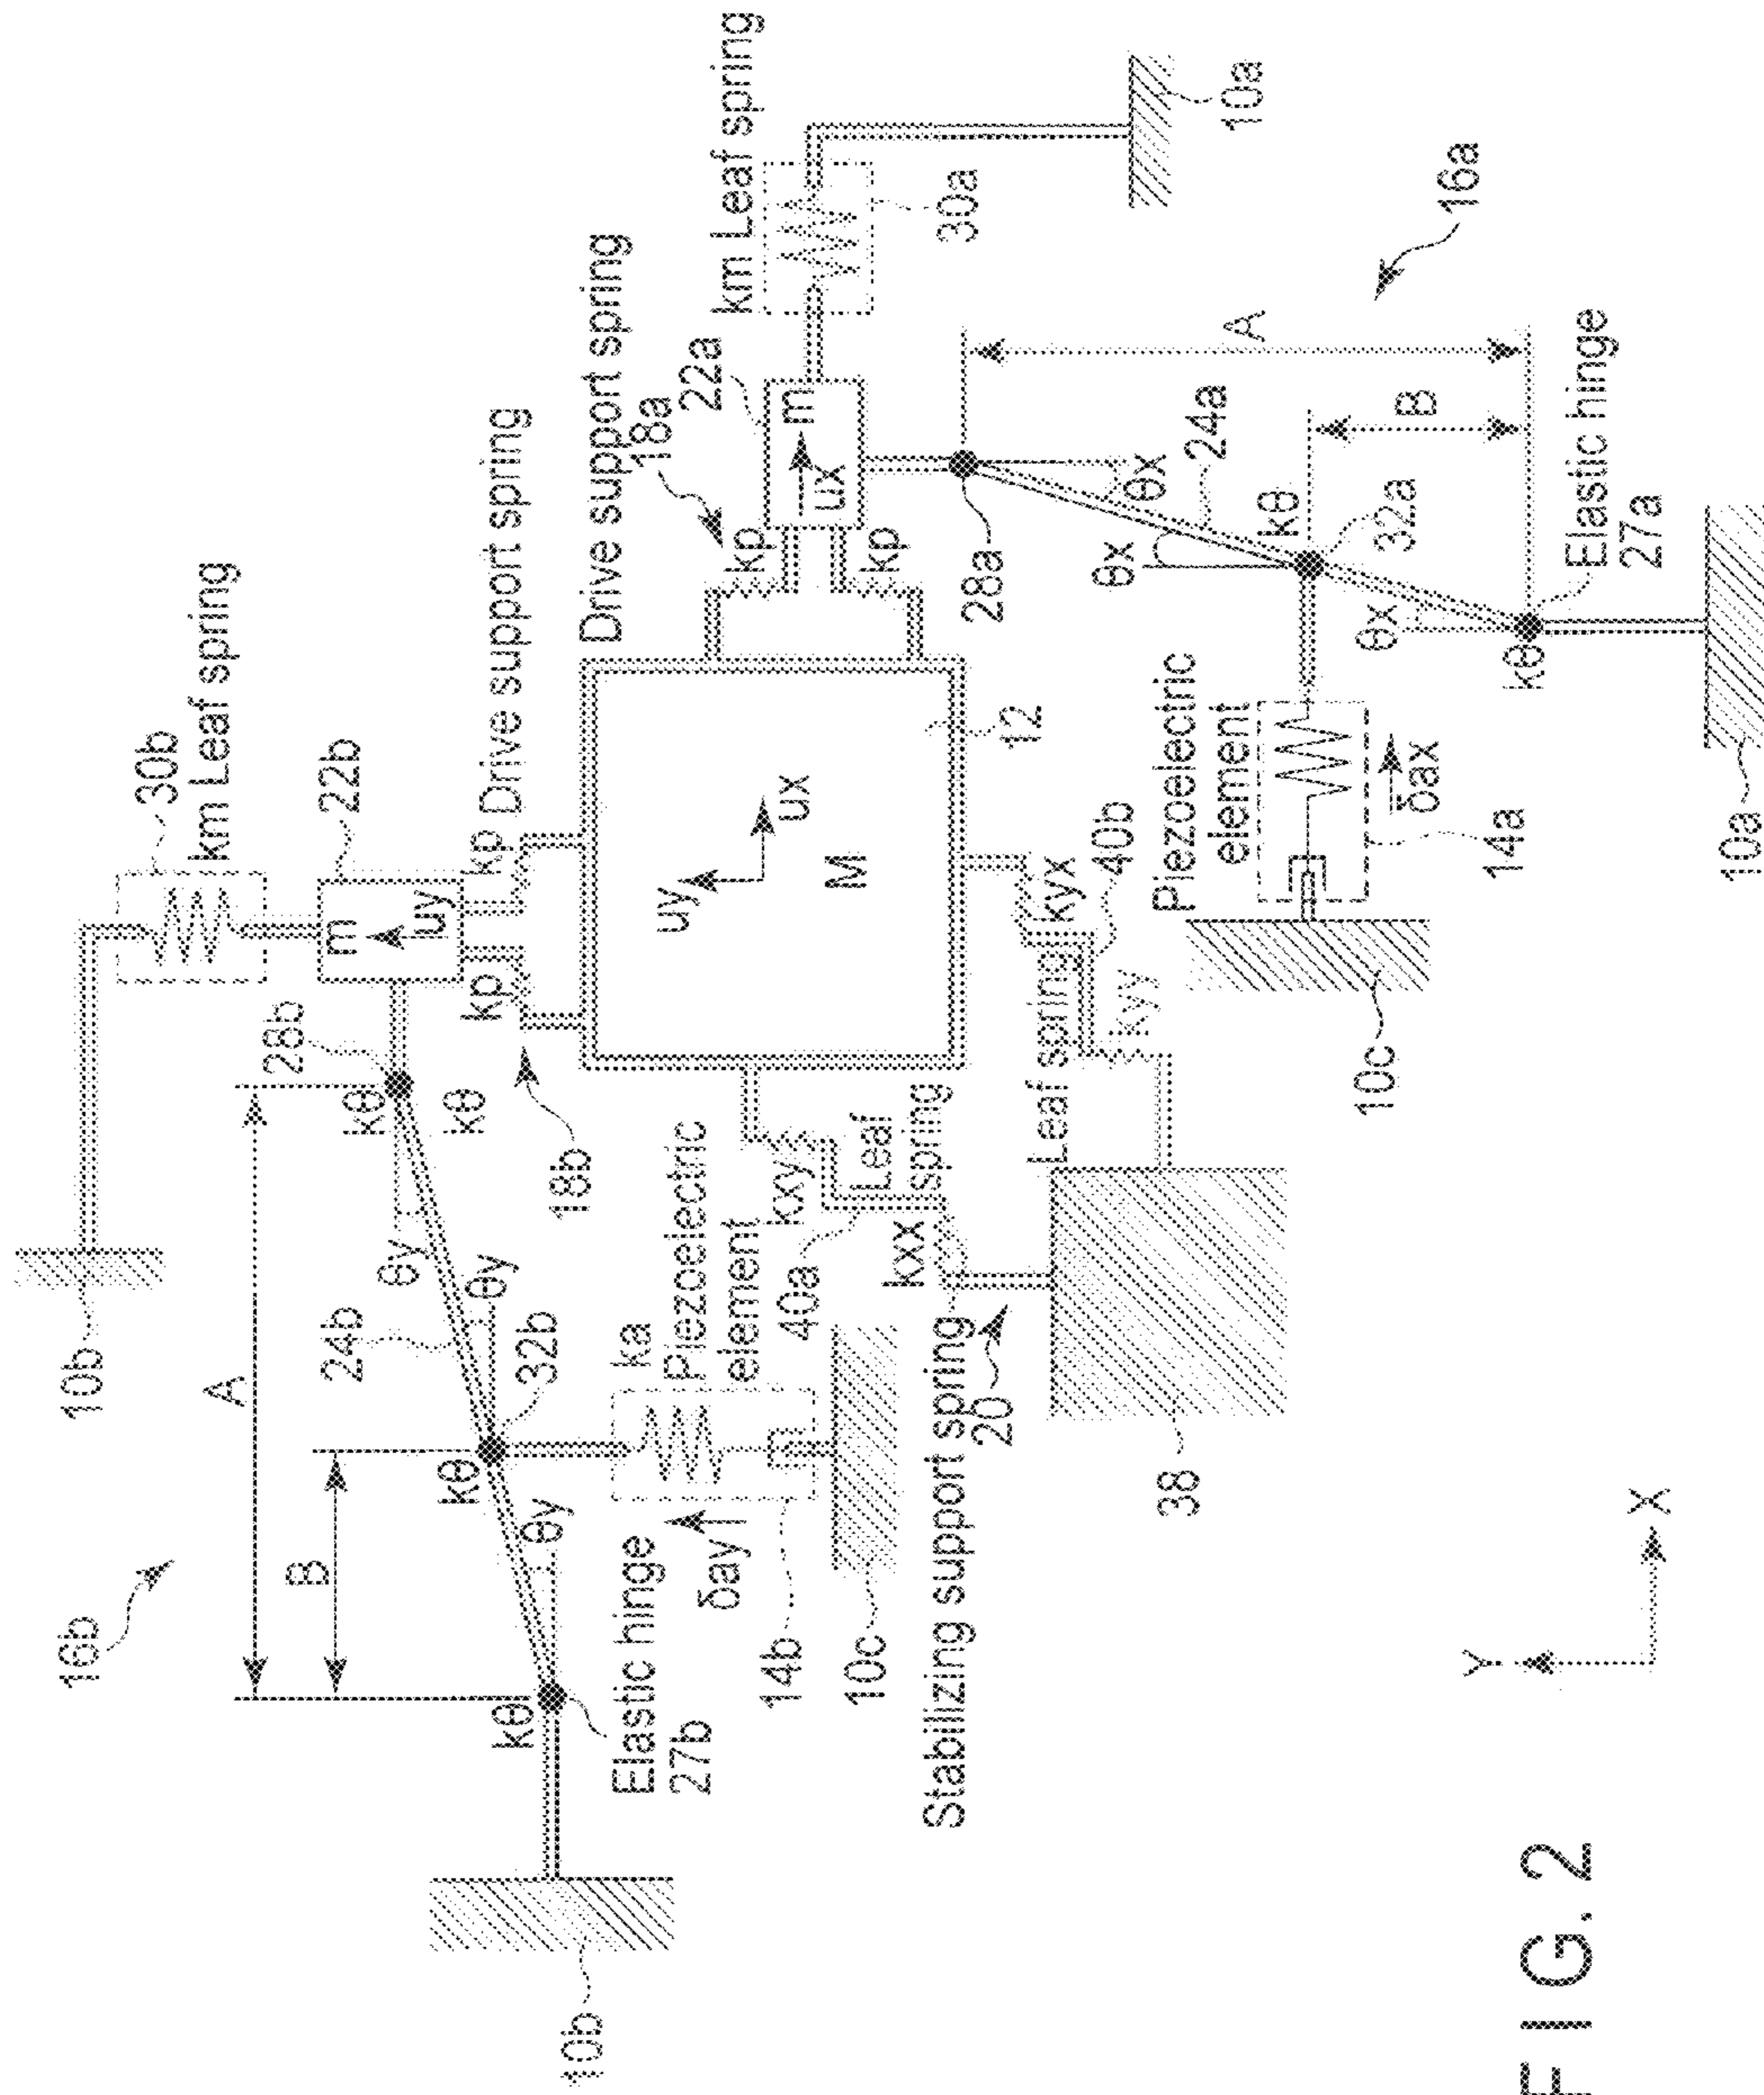 16b
10b
A
B
24b
θy
θy
θy
kθ
kθ
kθ
kθ
28b
32b
Elastic hinge
27b
10b
30b
km Leaf spring
22b
m
uy
kp
kp
Drive support spring
18b
ka
Piezoelectric
element
δay
14b
10c
Drive support spring
18a
22a
m
ux
kp
kp
km Leaf spring
30a
10a
uy
ux
M
12
kxy
Leaf
spring
40a
kxx
Stabilizing support spring
20
38
Leaf spring
kyx
40b
kyy
28a
θx
θx
θx
24a
kθ
32a
kθ
Elastic hinge
27a
A
B
16a
Piezoelectric
element
δax
14a
10c
10a
Y
X
FIG. 2